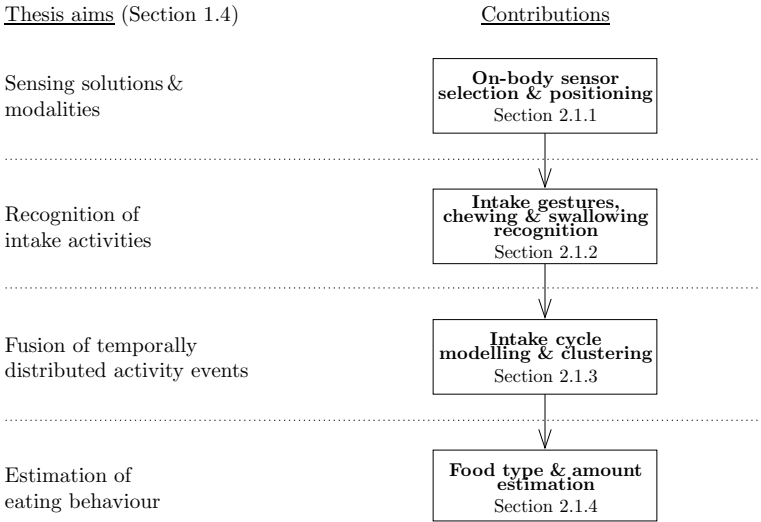 Thesis aims (Section 1.4)
Contributions
Sensing solutions &
modalities
On-body sensor
selection & positioning
Section 2.1.1
Recognition of
intake activities
Intake gestures,
chewing & swallowing
recognition
Section 2.1.2
Fusion of temporally
distributed activity events
Intake cycle
modelling & clustering
Section 2.1.3
Estimation of
eating behaviour
Food type & amount
estimation
Section 2.1.4